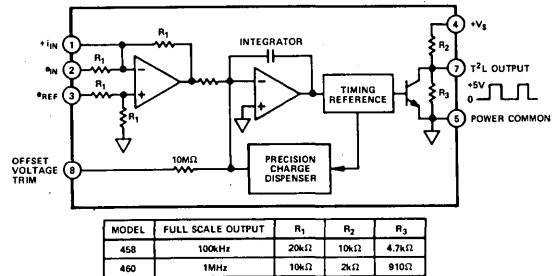 +iIN 1
eIN 2
eREF 3
R1
R1
R1
R1
INTEGRATOR
TIMING
REFERENCE
PRECISION
CHARGE
DISPENSER
OFFSET
VOLTAGE
TRIM
8
10MΩ
4 +VS
R2
7 T²L OUTPUT
R3
+5V
0
5
POWER COMMON
MODEL FULL SCALE OUTPUT R1 R2 R3
458 100kHz 20kΩ 10kΩ 4.7kΩ
460 1MHz 10kΩ 2kΩ 910Ω